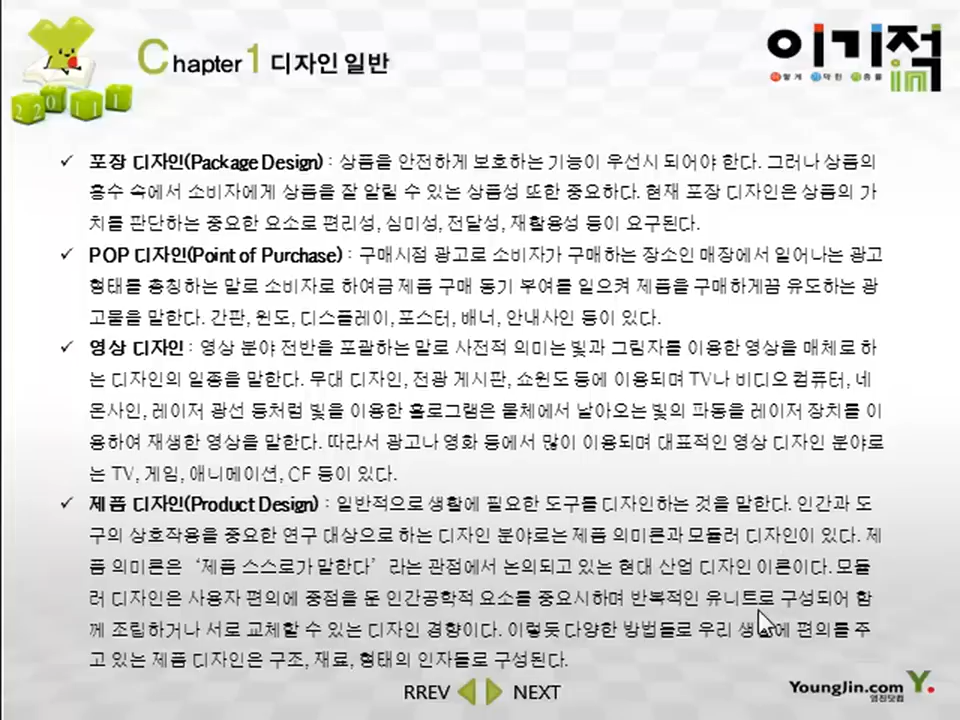 Chapter1 디자인 일반
이기적 in
이렇게 기막힌 적중률
2011
✓ 포장 디자인(Package Design) : 상품을 안전하게 보호하는 기능이 우선시 되어야 한다. 그러나 상품의
홍수 속에서 소비자에게 상품을 잘 알릴 수 있는 상품성 또한 중요하다. 현재 포장 디자인은 상품의 가
치를 판단하는 중요한 요소로 편리성, 심미성, 전달성, 재활용성 등이 요구된다.
✓ POP 디자인(Point of Purchase) : 구매시점 광고로 소비자가 구매하는 장소인 매장에서 일어나는 광고
형태를 총칭하는 말로 소비자로 하여금 제품 구매 동기 부여를 일으켜 제품을 구매하게끔 유도하는 광
고물을 말한다. 간판, 윈도, 디스플레이, 포스터, 배너, 안내사인 등이 있다.
✓ 영상 디자인 : 영상 분야 전반을 포괄하는 말로 사전적 의미는 빛과 그림자를 이용한 영상을 매체로 하
는 디자인의 일종을 말한다. 무대 디자인, 전광 게시판, 쇼윈도 등에 이용되며 TV나 비디오 컴퓨터, 네
온사인, 레이저 광선 등처럼 빛을 이용한 홀로그램은 물체에서 날아오는 빛의 파동을 레이저 장치를 이
용하여 재생한 영상을 말한다. 따라서 광고나 영화 등에서 많이 이용되며 대표적인 영상 디자인 분야로
는 TV, 게임, 애니메이션, CF 등이 있다.
✓ 제품 디자인(Product Design) : 일반적으로 생활에 필요한 도구를 디자인하는 것을 말한다. 인간과 도
구의 상호작용을 중요한 연구 대상으로 하는 디자인 분야로는 제품 의미론과 모듈러 디자인이 있다. 제
품 의미론은 ‘제품 스스로가 말한다’ 라는 관점에서 논의되고 있는 현대 산업 디자인 이론이다. 모듈
러 디자인은 사용자 편의에 중점을 둔 인간공학적 요소를 중요시하며 반복적인 유니트로 구성되어 함
께 조립하거나 서로 교체할 수 있는 디자인 경향이다. 이렇듯 다양한 방법들로 우리 생활에 편의를 주
고 있는 제품 디자인은 구조, 재료, 형태의 인자들로 구성된다.
RREV NEXT
YoungJin.com Y.
영진닷컴